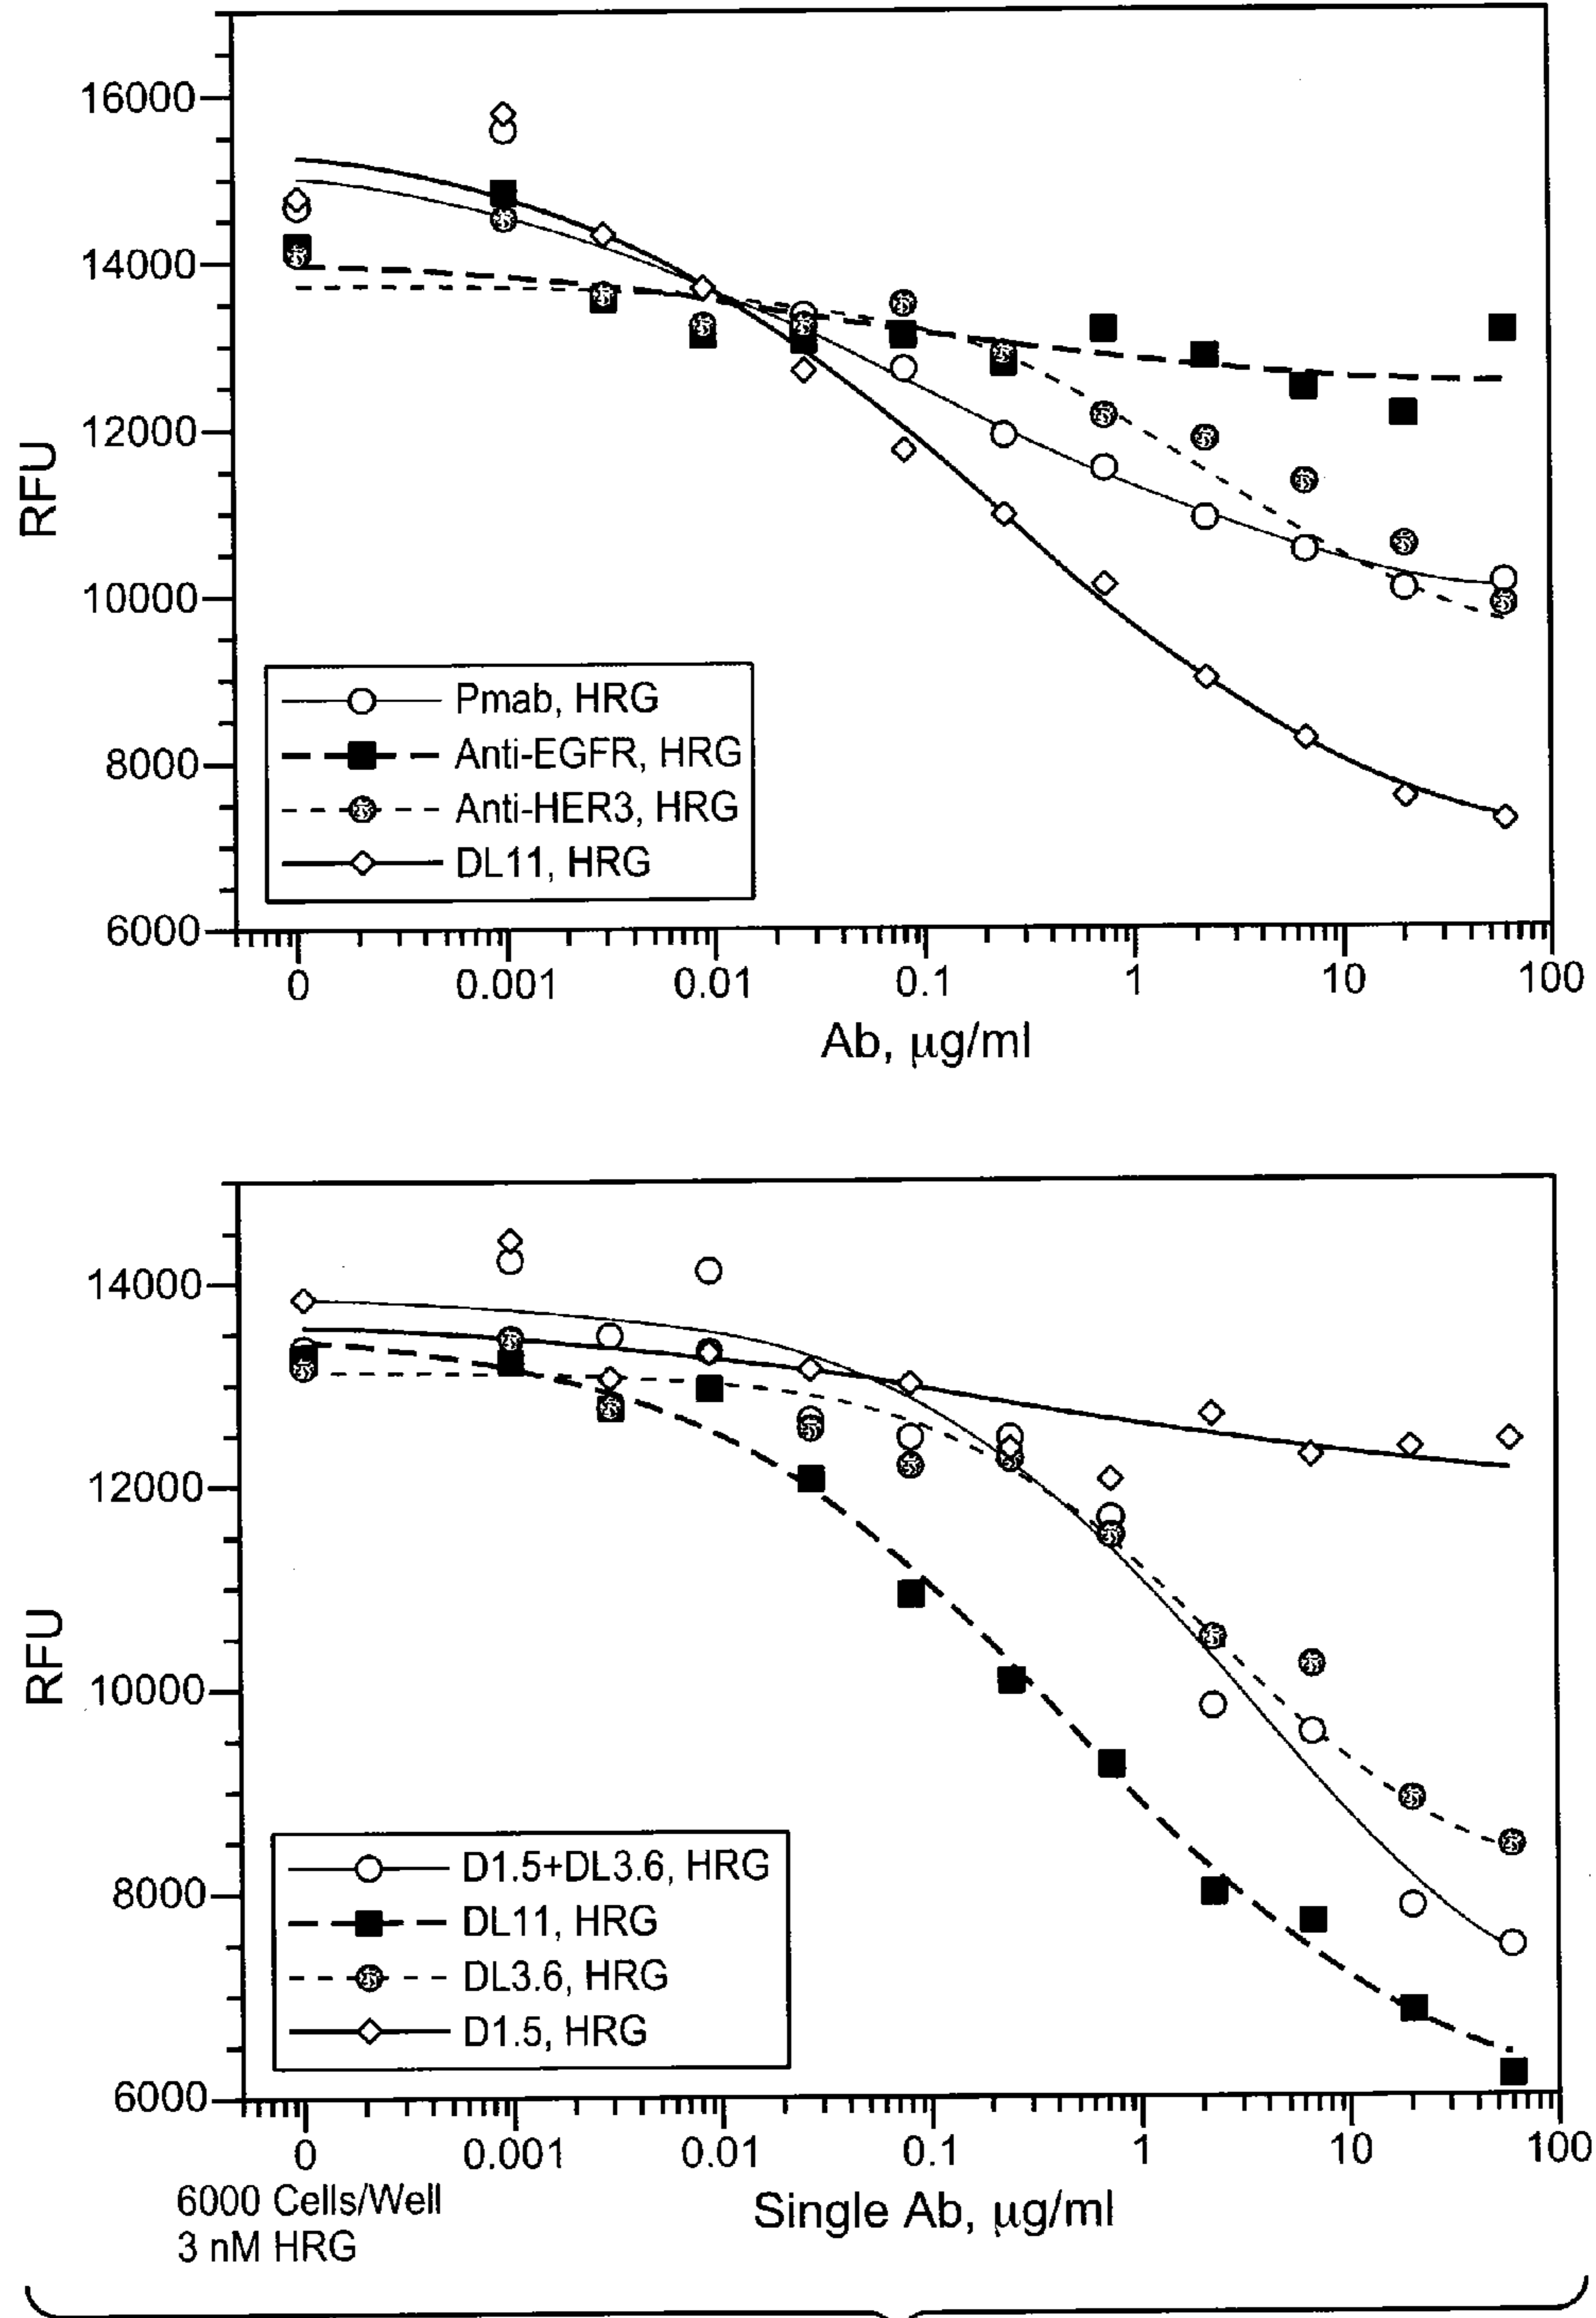 16000
14000
12000
10000
8000
6000
RFU
Pmab, HRG
Anti-EGFR, HRG
Anti-HER3, HRG
DL11, HRG
0 0.001 0.01 0.1 1 10 100
Ab, μg/ml
14000
12000
10000
8000
6000
RFU
D1.5+DL3.6, HRG
DL11, HRG
DL3.6, HRG
D1.5, HRG
0 0.001 0.01 0.1 1 10 100
6000 Cells/Well
3 nM HRG
Single Ab, μg/ml